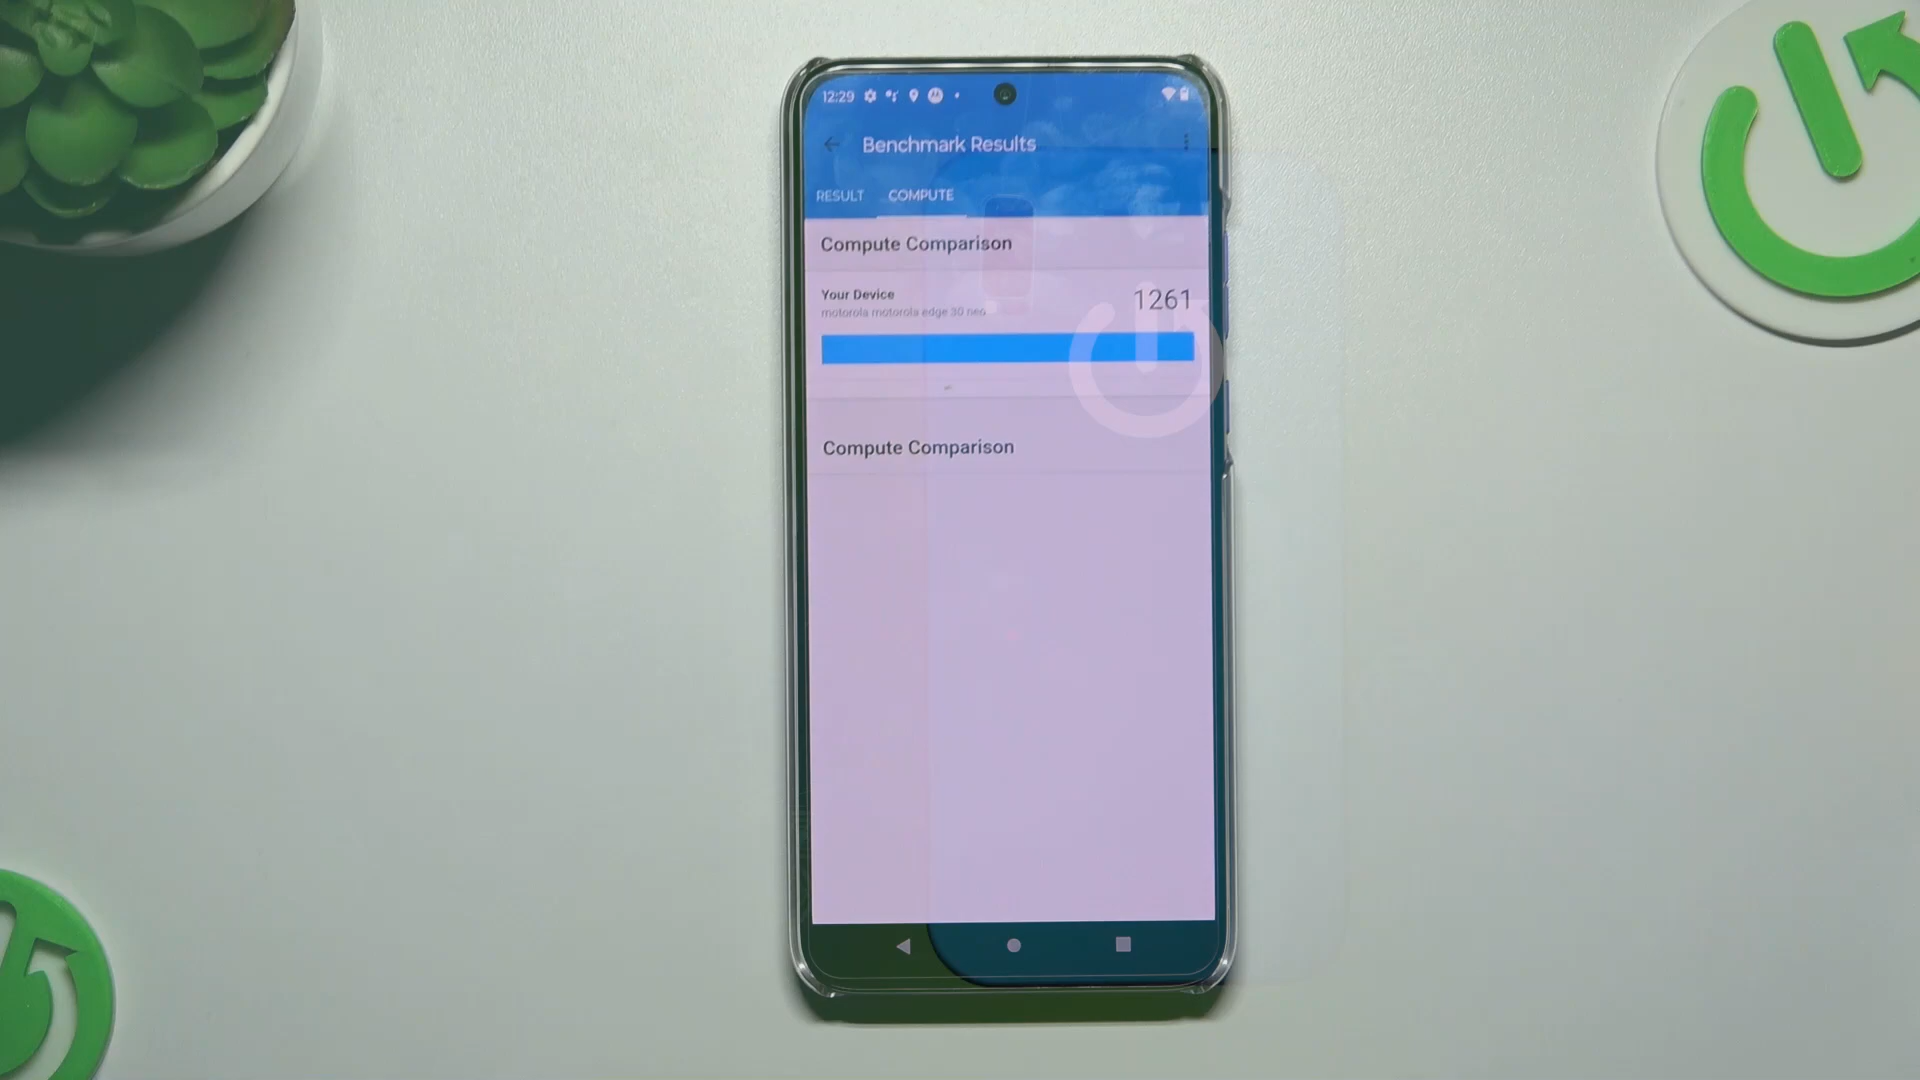 12:29
Benchmark Results
RESULT COMPUTE
Compute Comparison
Your Device
1261
motorola motorola edge 30 neo
Compute Comparison